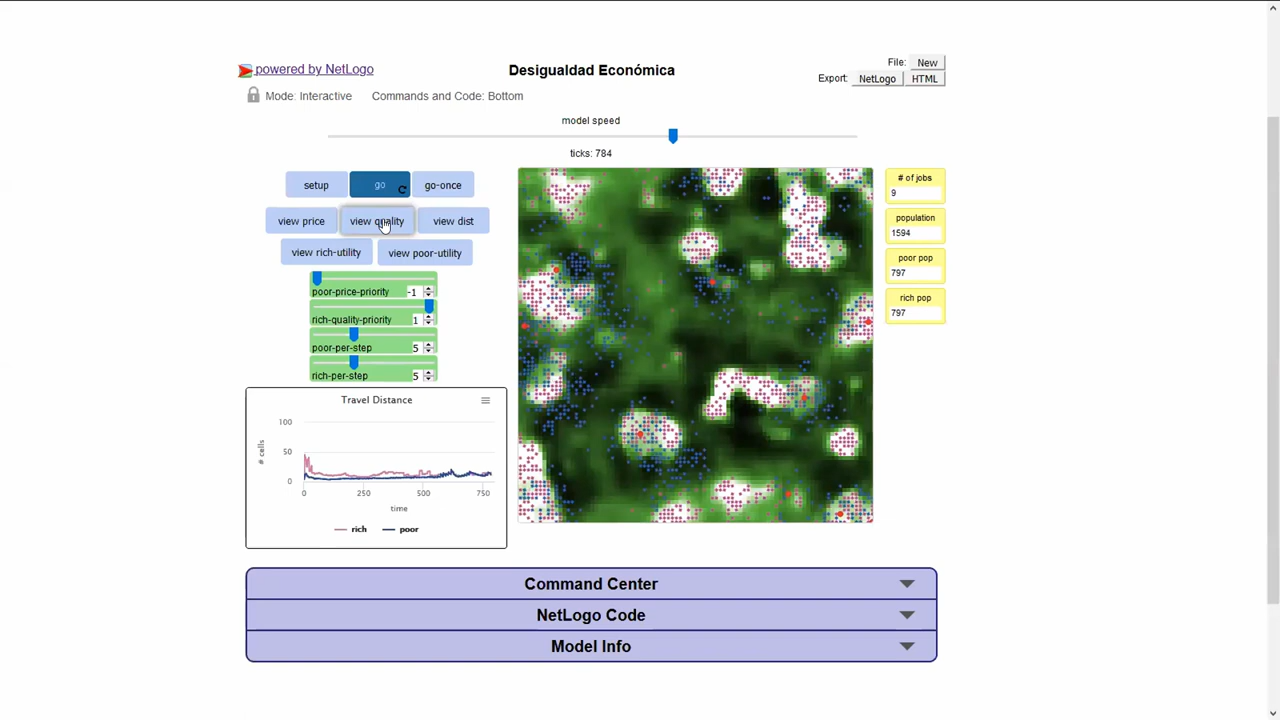 powered by NetLogo
Desigualdad Económica
File: New
Export: NetLogo HTML
Mode: Interactive Commands and Code: Bottom
model speed
ticks: 784
setup go go-once
view price view quality view dist
view rich-utility view poor-utility
poor-price-priority -1
rich-quality-priority 1
poor-per-step 5
rich-per-step 5
# of jobs
9
population
1594
poor pop
797
rich pop
797
Travel Distance
# cells
100
50
0
0 250 500 750
time
rich poor
Command Center
NetLogo Code
Model Info